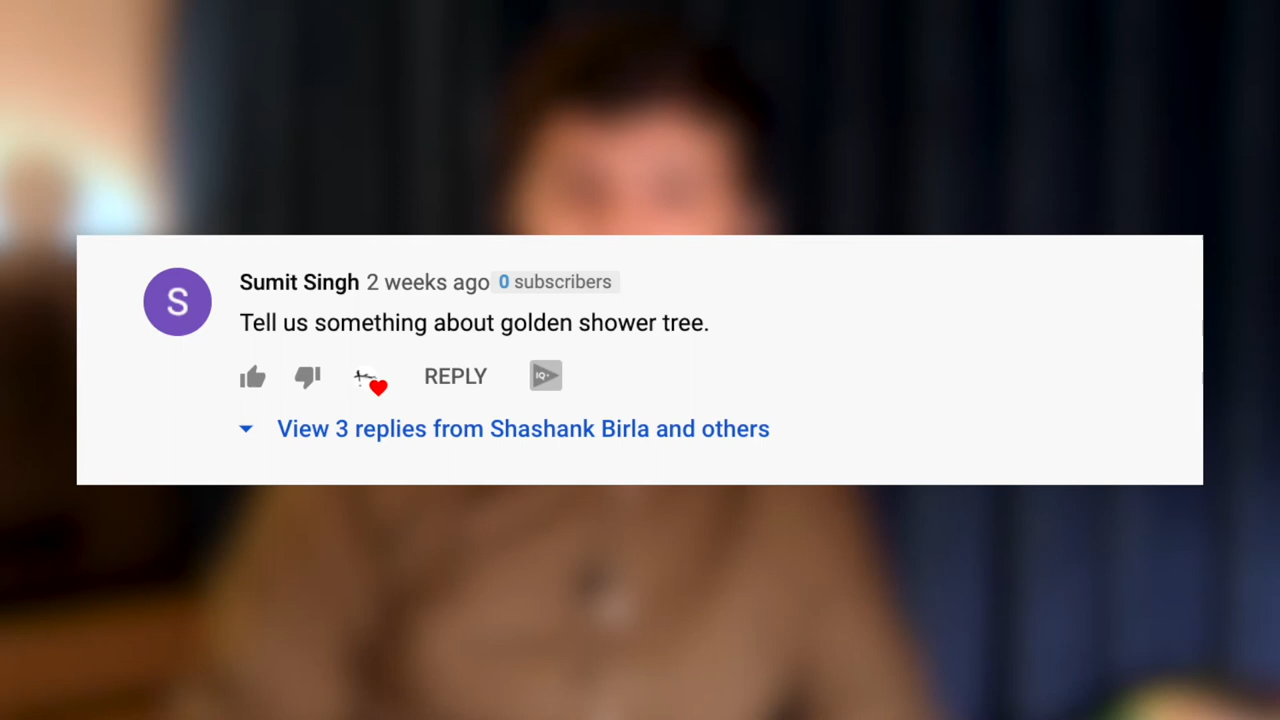 S
Sumit Singh 2 weeks ago 0 subscribers
Tell us something about golden shower tree.
REPLY IQ+
View 3 replies from Shashank Birla and others